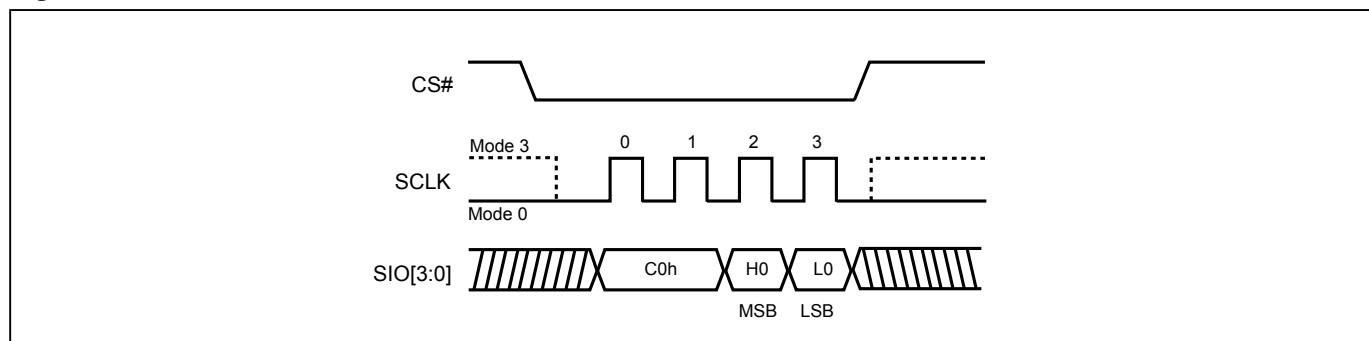 CS#
Mode 3 0 1 2 3
SCLK
Mode 0
SIO[3:0] C0h H0 L0
MSB LSB